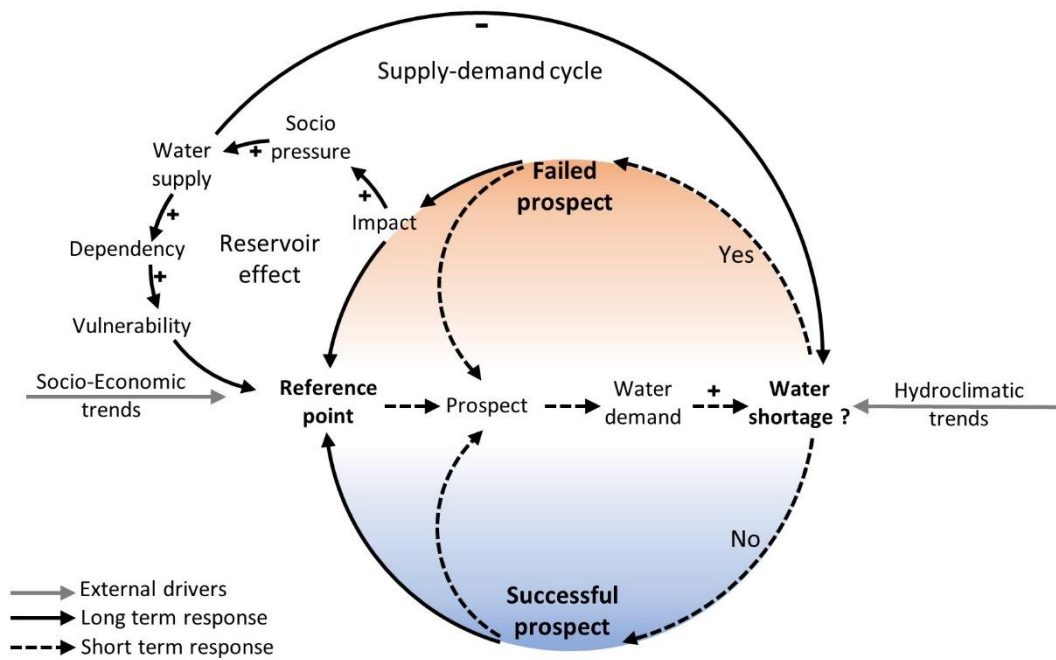 -
Supply-demand cycle
Socio
pressure
+
Water
supply
+
Impact
Failed
prospect
+
Dependency
+
Reservoir
effect
Yes
Vulnerability
Socio-Economic
trends
Reference
point
Prospect
Water
demand
+
Water
shortage ?
Hydroclimatic
trends
No
Successful
prospect
External drivers
Long term response
Short term response